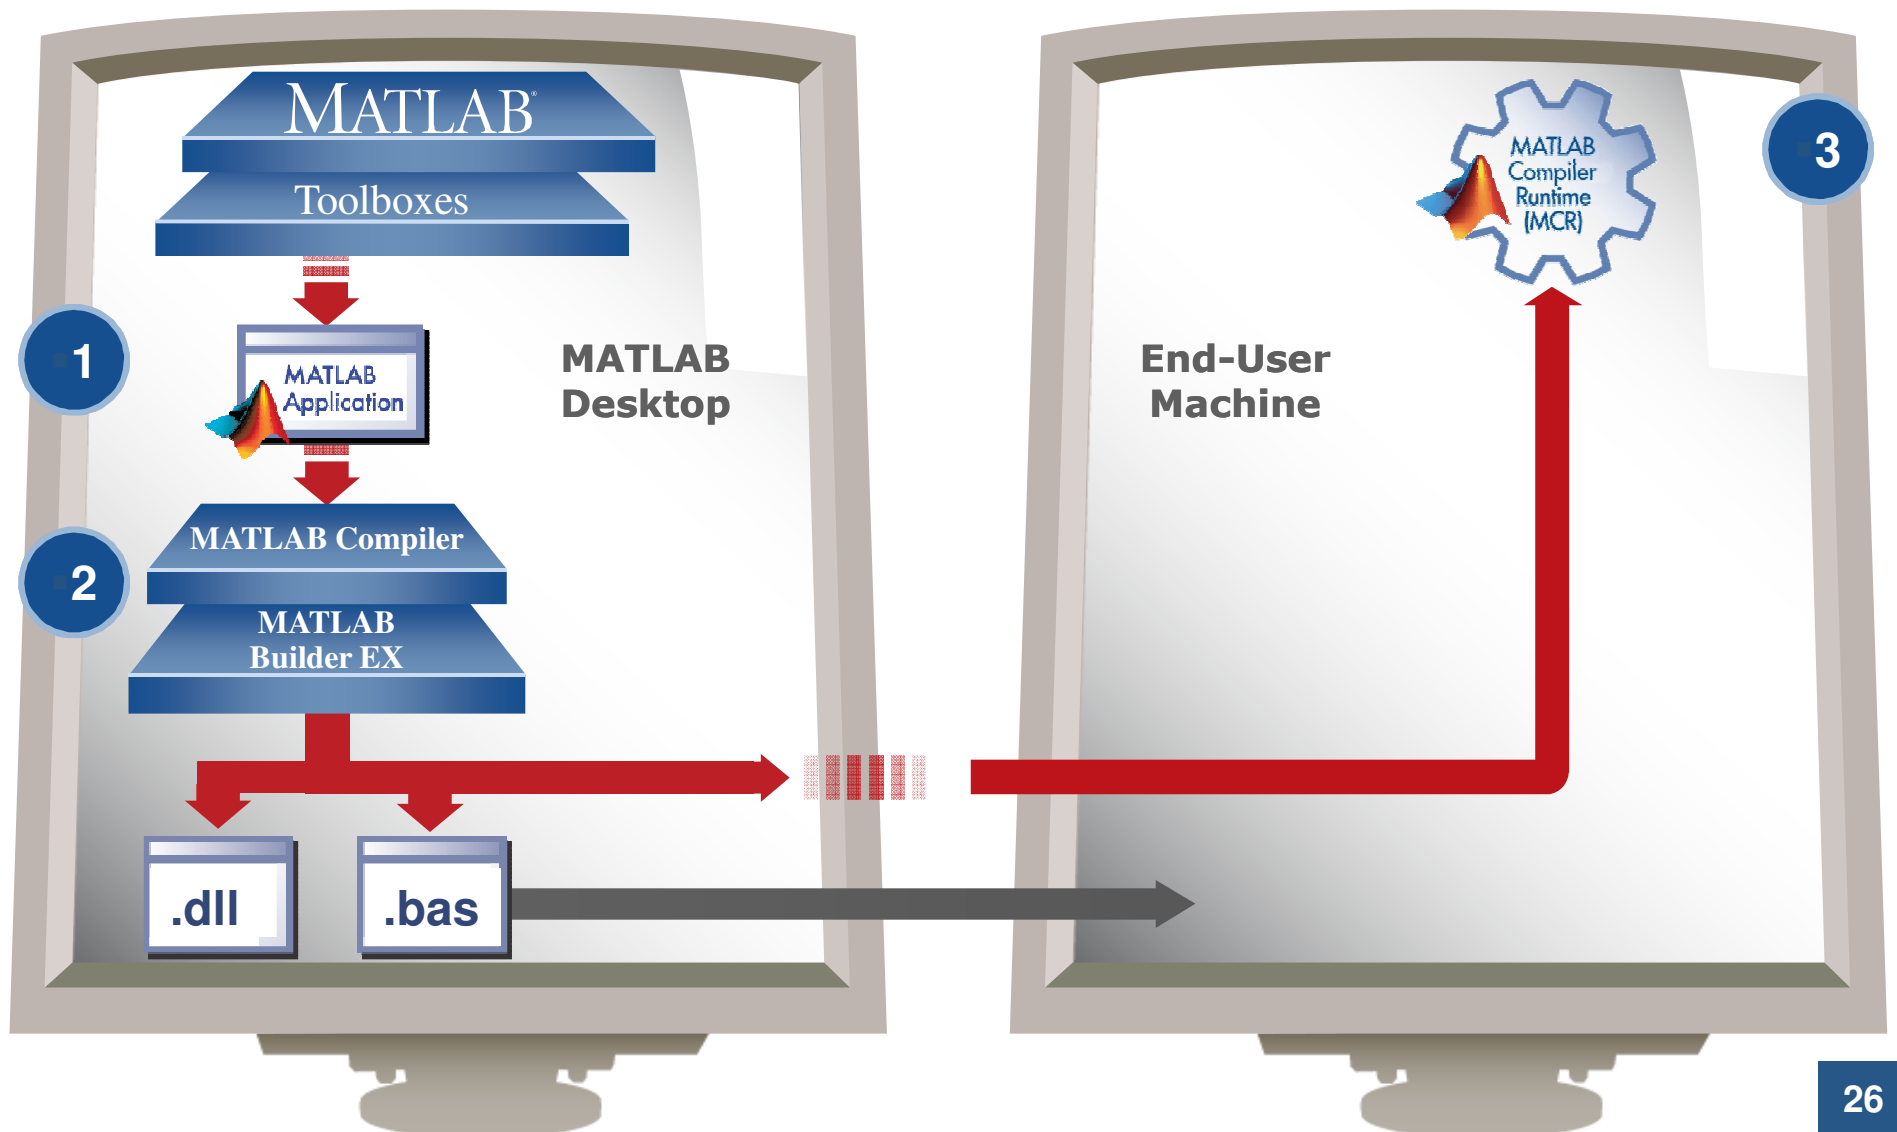 MATLAB®
Toolboxes
1
MATLAB
Application
MATLAB
Desktop
2
MATLAB Compiler
MATLAB
Builder EX
.dll
.bas
3
MATLAB
Compiler
Runtime
(MCR)
End-User
Machine
26